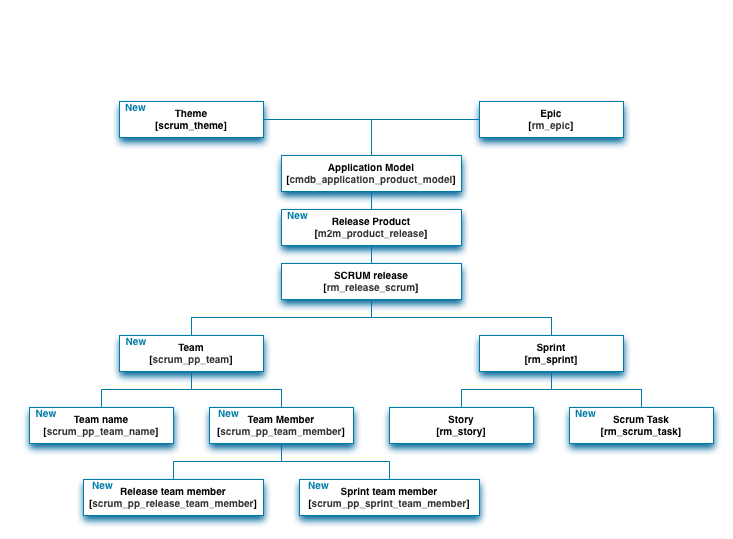 New
Theme
[scrum_theme]
Epic
[rm_epic]
Application Model
[cmdb_application_product_model]
New
Release Product
[m2m_product_release]
SCRUM release
[rm_release_scrum]
New
Team
[scrum_pp_team]
Sprint
[rm_sprint]
New
Team name
[scrum_pp_team_name]
New
Team Member
[scrum_pp_team_member]
Story
[rm_story]
New
Scrum Task
[rm_scrum_task]
New
Release team member
[scrum_pp_release_team_member]
New
Sprint team member
[scrum_pp_sprint_team_member]